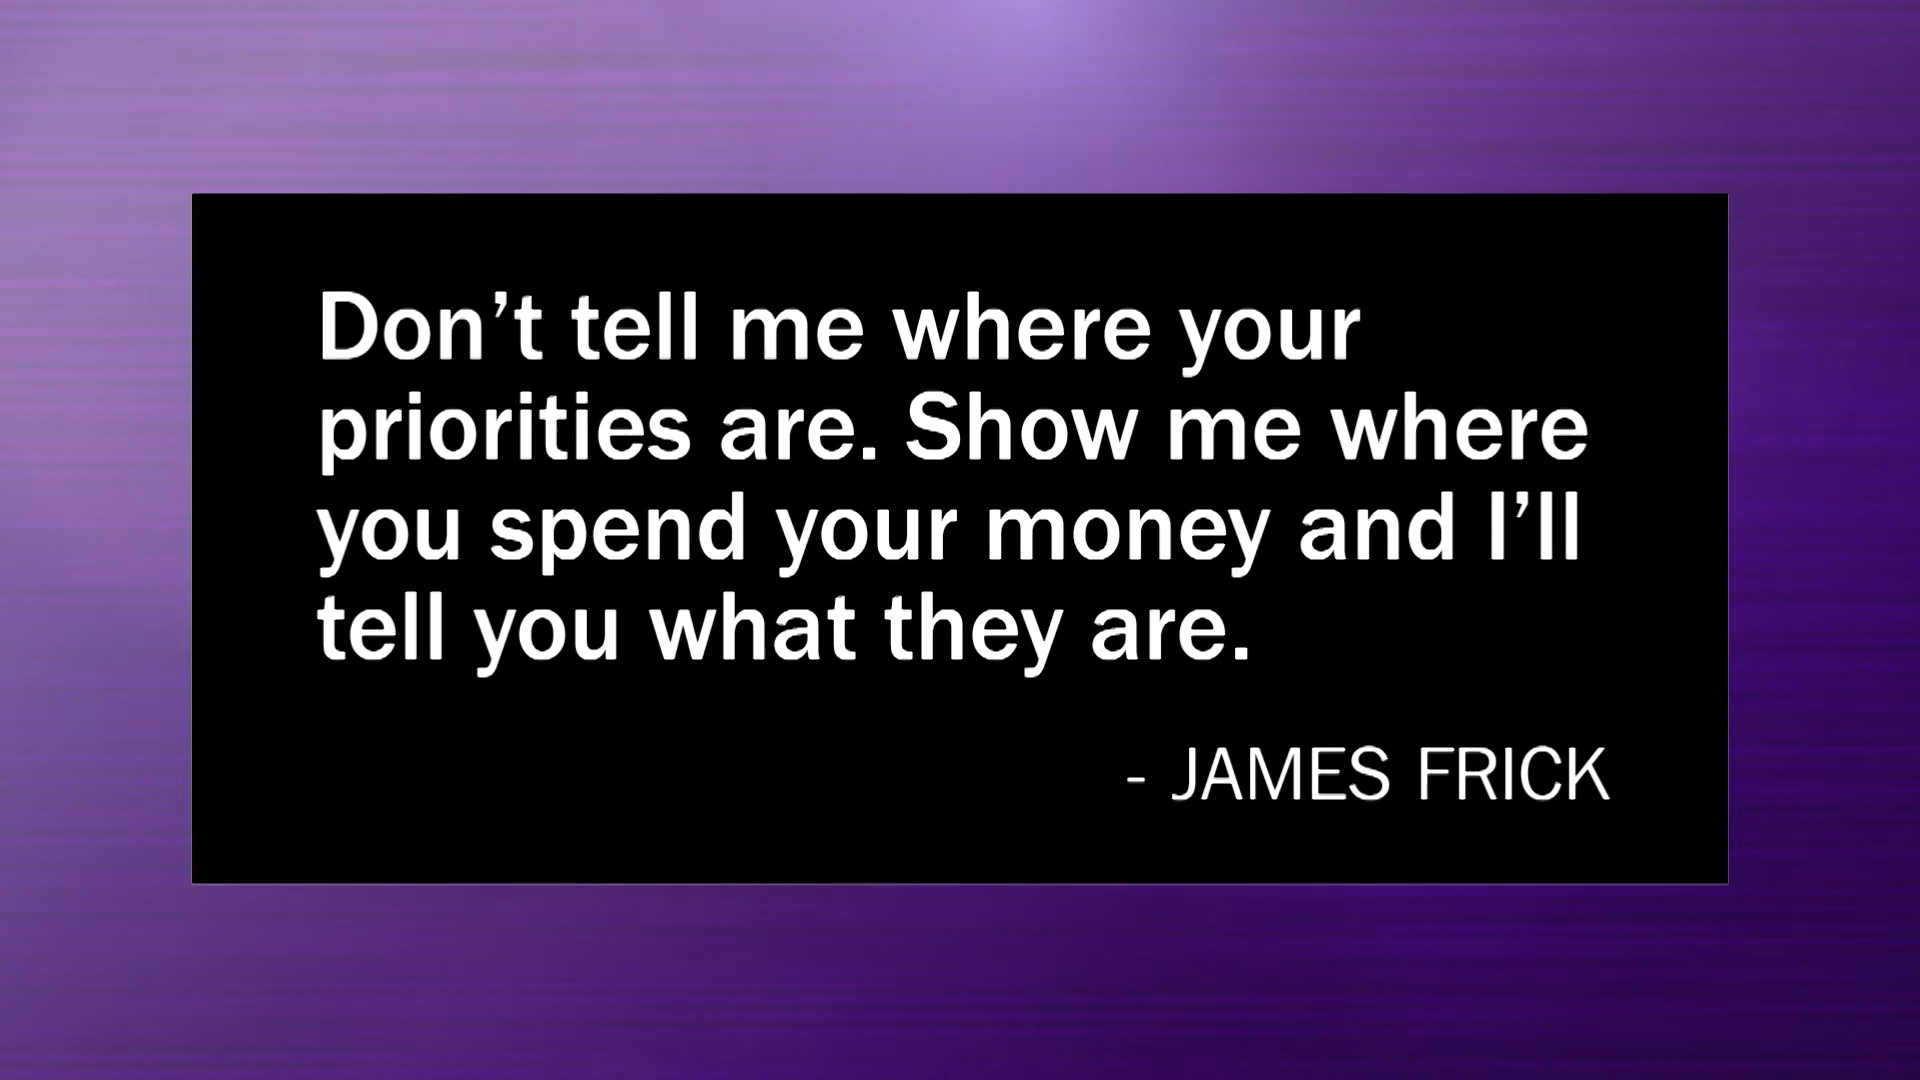 Don’t tell me where your
priorities are. Show me where
you spend your money and I’ll
tell you what they are.
- JAMES FRICK